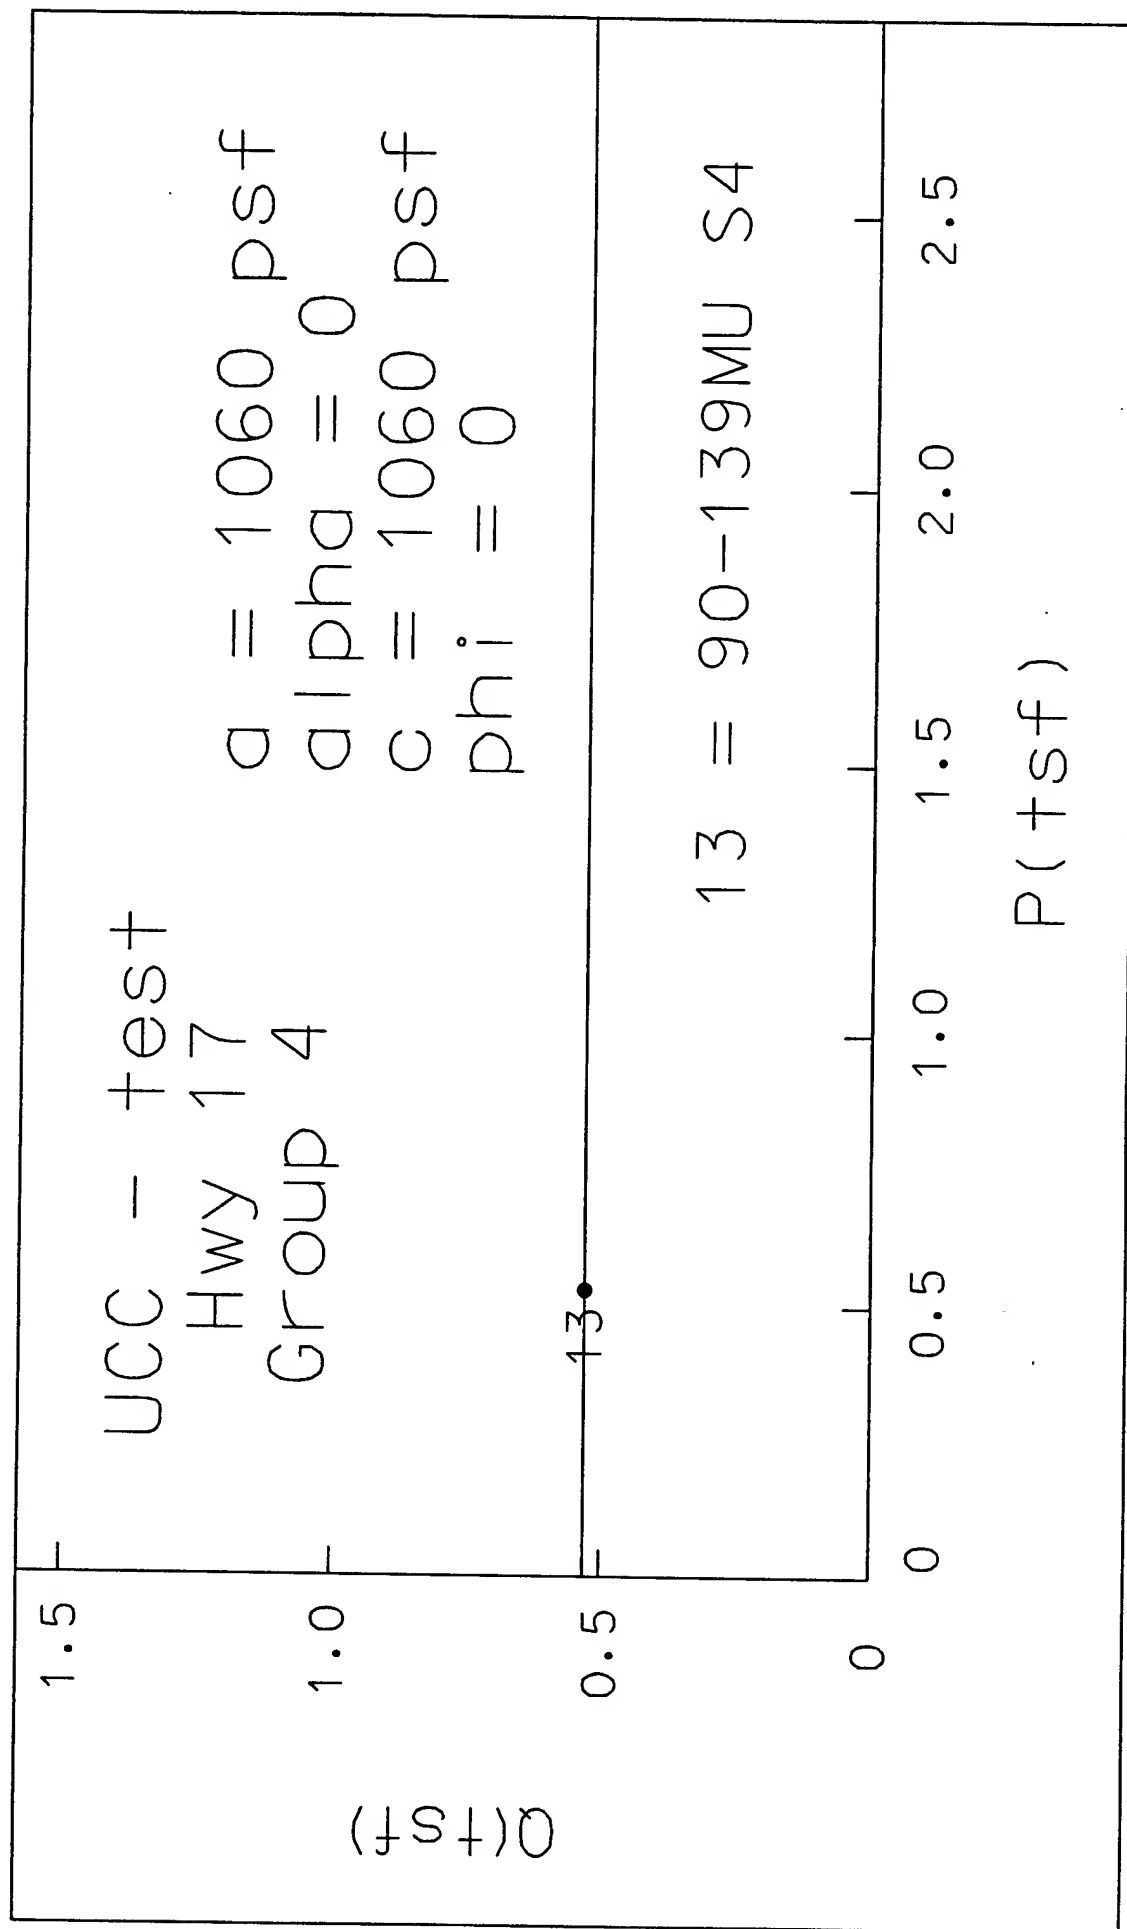 UCC - test
Hwy 17
Group 4
a = 1060 psf
alpha = 0
c = 1060 psf
phi = 0
13 = 90-139MU S4
13
Q(tsf)
1.5
1.0
0.5
0
0
0.5
1.0
1.5
2.0
2.5
P(tsf)